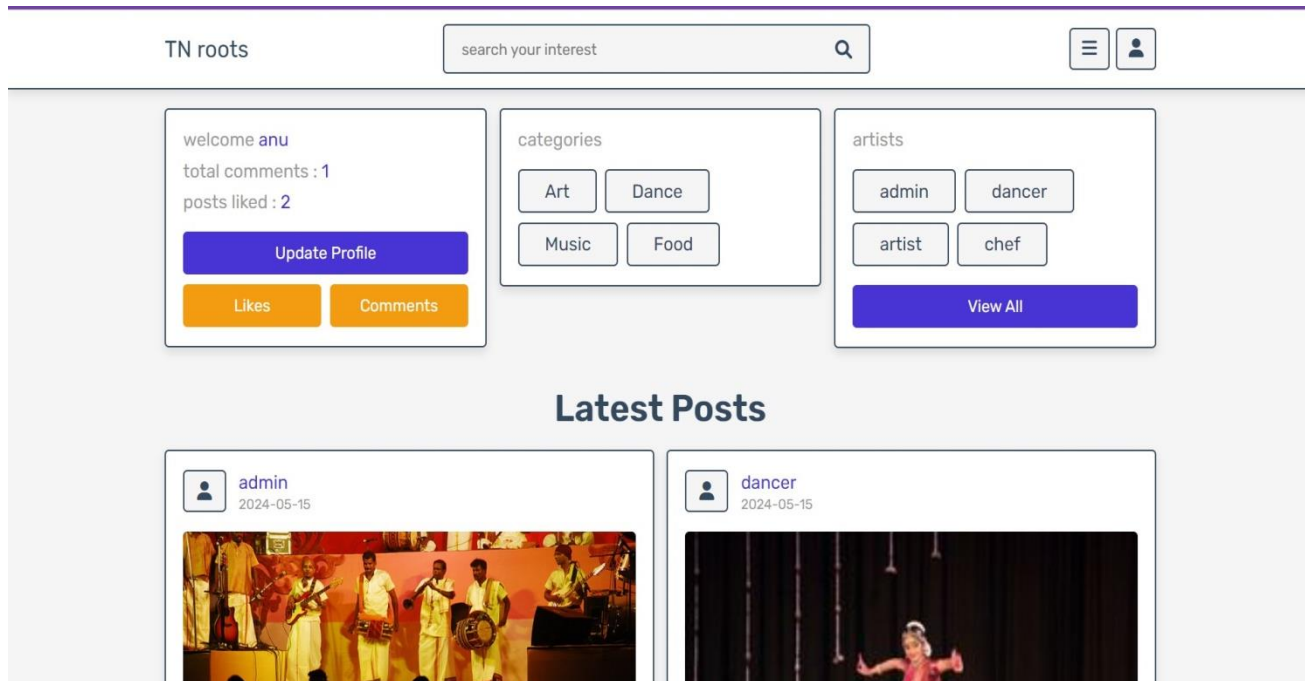 TN roots
search your interest
welcome anu
total comments : 1
posts liked : 2
Update Profile
Likes Comments
categories
Art Dance
Music Food
artists
admin dancer
artist chef
View All
Latest Posts
admin
2024-05-15
dancer
2024-05-15